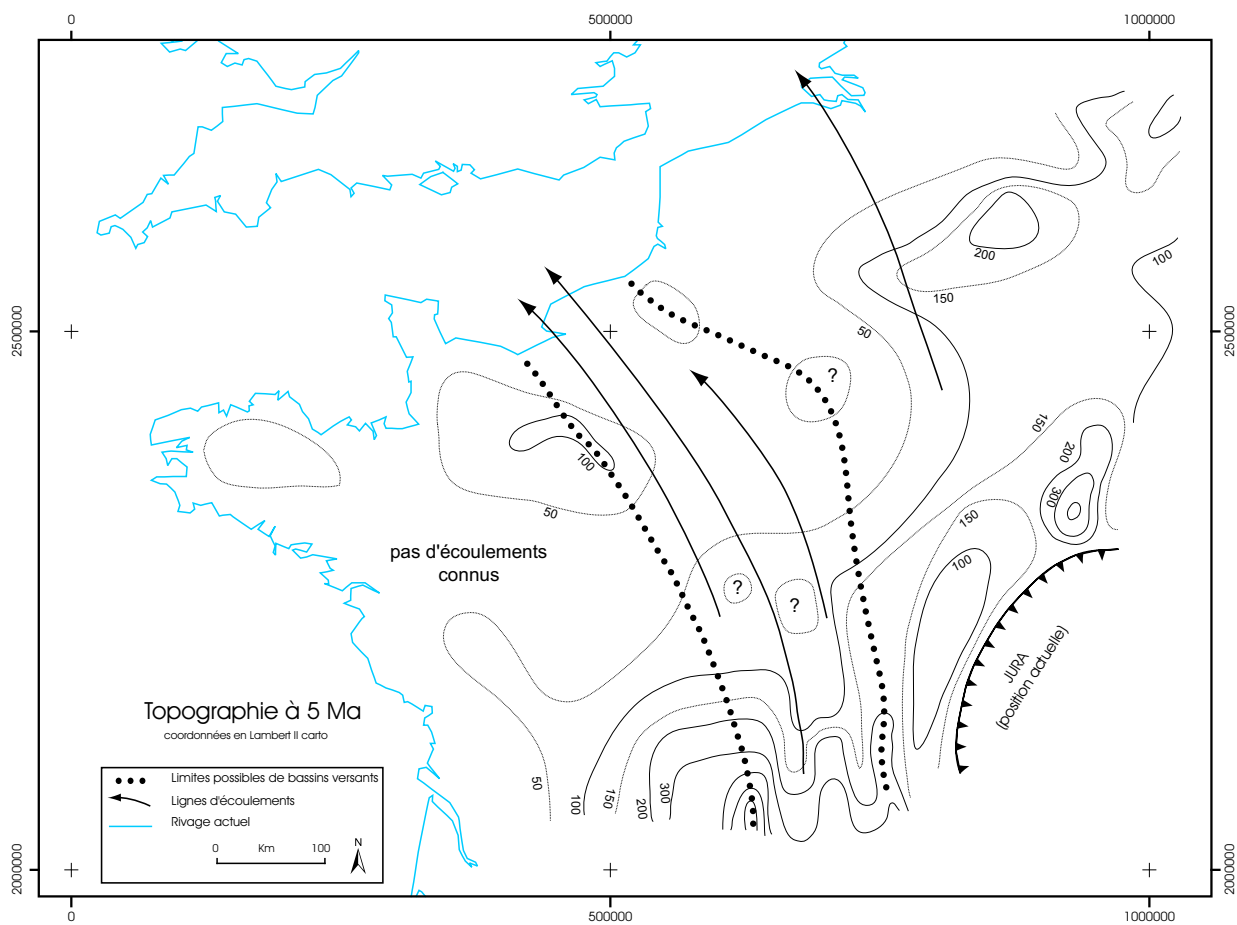 0
500000
1000000
2500000
2500000
2000000
2000000
200
150
100
50
?
100
50
150
200
300
150
100
pas d'écoulements
connus
?
?
JURA
(position actuelle)
Topographie à 5 Ma
coordonnées en Lambert II carto
50
100
150
200
300
Limites possibles de bassins versants
Lignes d'écoulements
Rivage actuel
0 Km 100
N
0
500000
1000000